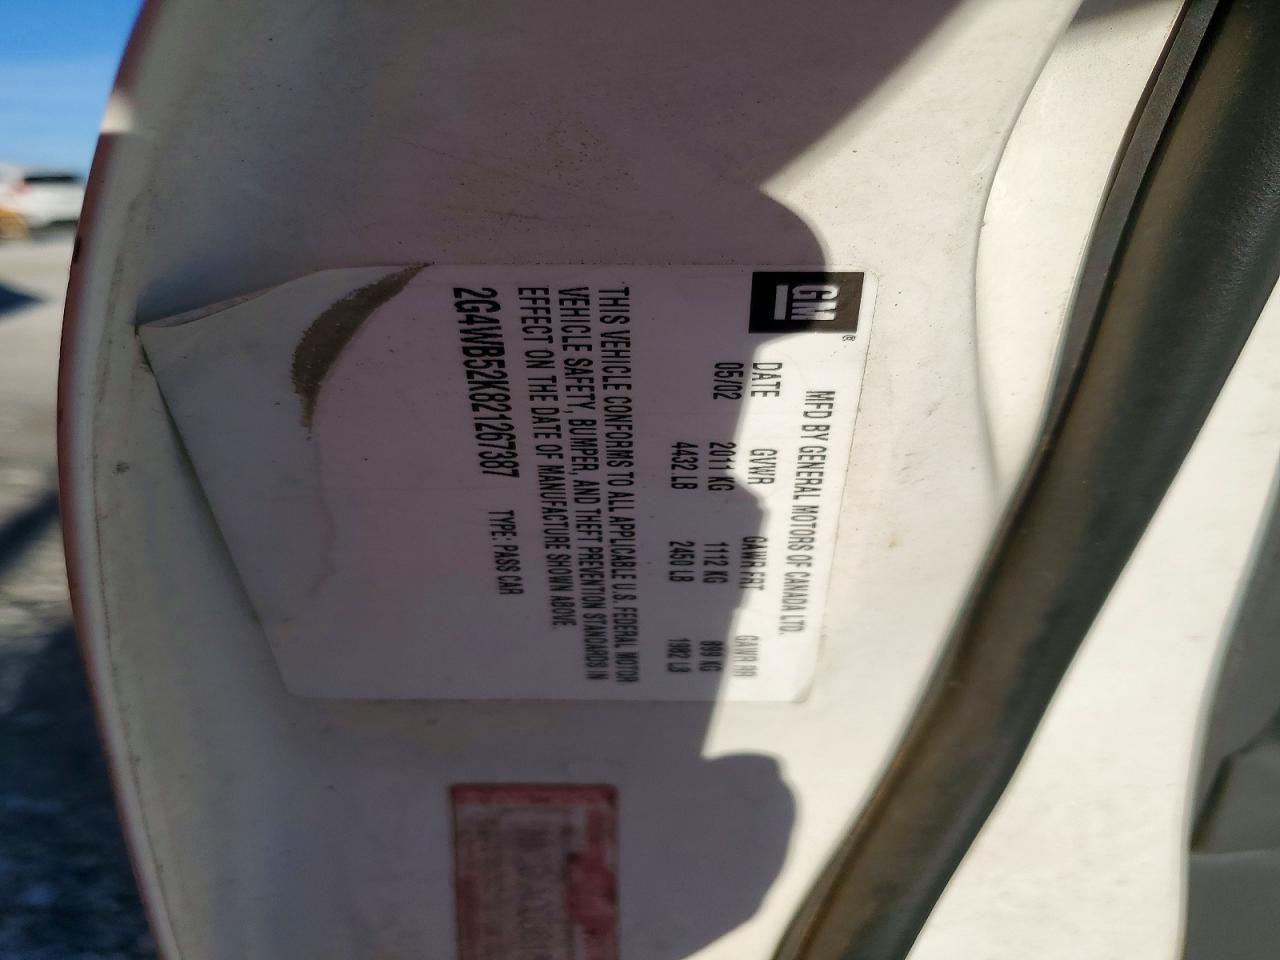 GM®
MFD BY GENERAL MOTORS OF CANADA LTD.
DATE GVWR GAWR FRT GAWR RR
05/02 2011 KG 1112 KG 899 KG
4432 LB 2450 LB 1982 LB
THIS VEHICLE CONFORMS TO ALL APPLICABLE U.S. FEDERAL MOTOR
VEHICLE SAFETY, BUMPER, AND THEFT PREVENTION STANDARDS IN
EFFECT ON THE DATE OF MANUFACTURE SHOWN ABOVE.
2G4WB52K821267387 TYPE: PASS CAR